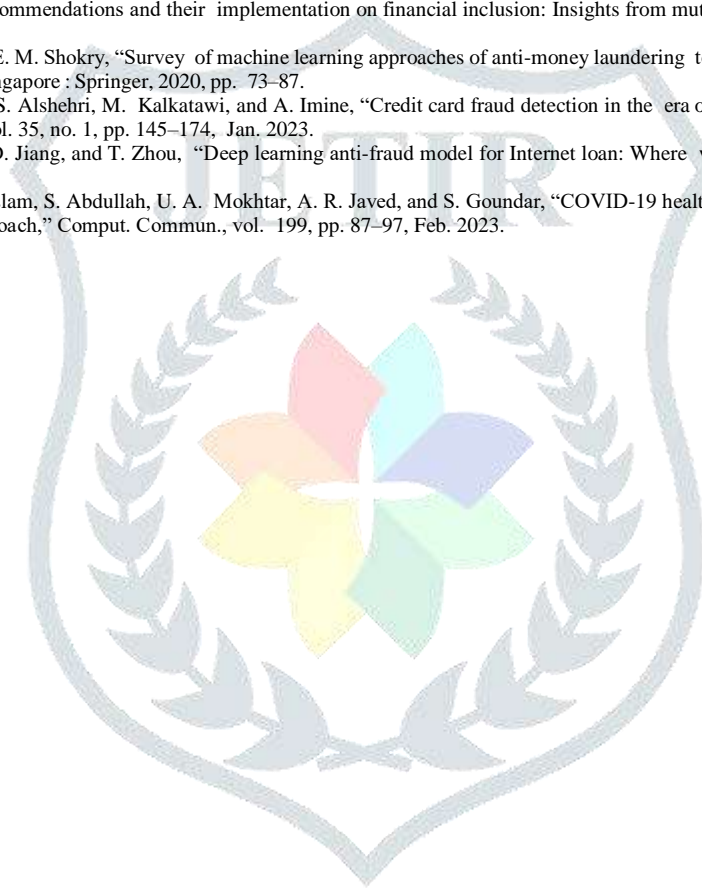 ommendations and their implementation on financial inclusion: Insights from mut
E. M. Shokry, “Survey of machine learning approaches of anti-money laundering t
ngapore : Springer, 2020, pp. 73–87.
S. Alshehri, M. Kalkatawi, and A. Imine, “Credit card fraud detection in the era o
ol. 35, no. 1, pp. 145–174, Jan. 2023.
D. Jiang, and T. Zhou, “Deep learning anti-fraud model for Internet loan: Where
lam, S. Abdullah, U. A. Mokhtar, A. R. Javed, and S. Goundar, “COVID-19 healt
oach,” Comput. Commun., vol. 199, pp. 87–97, Feb. 2023.
JETIR